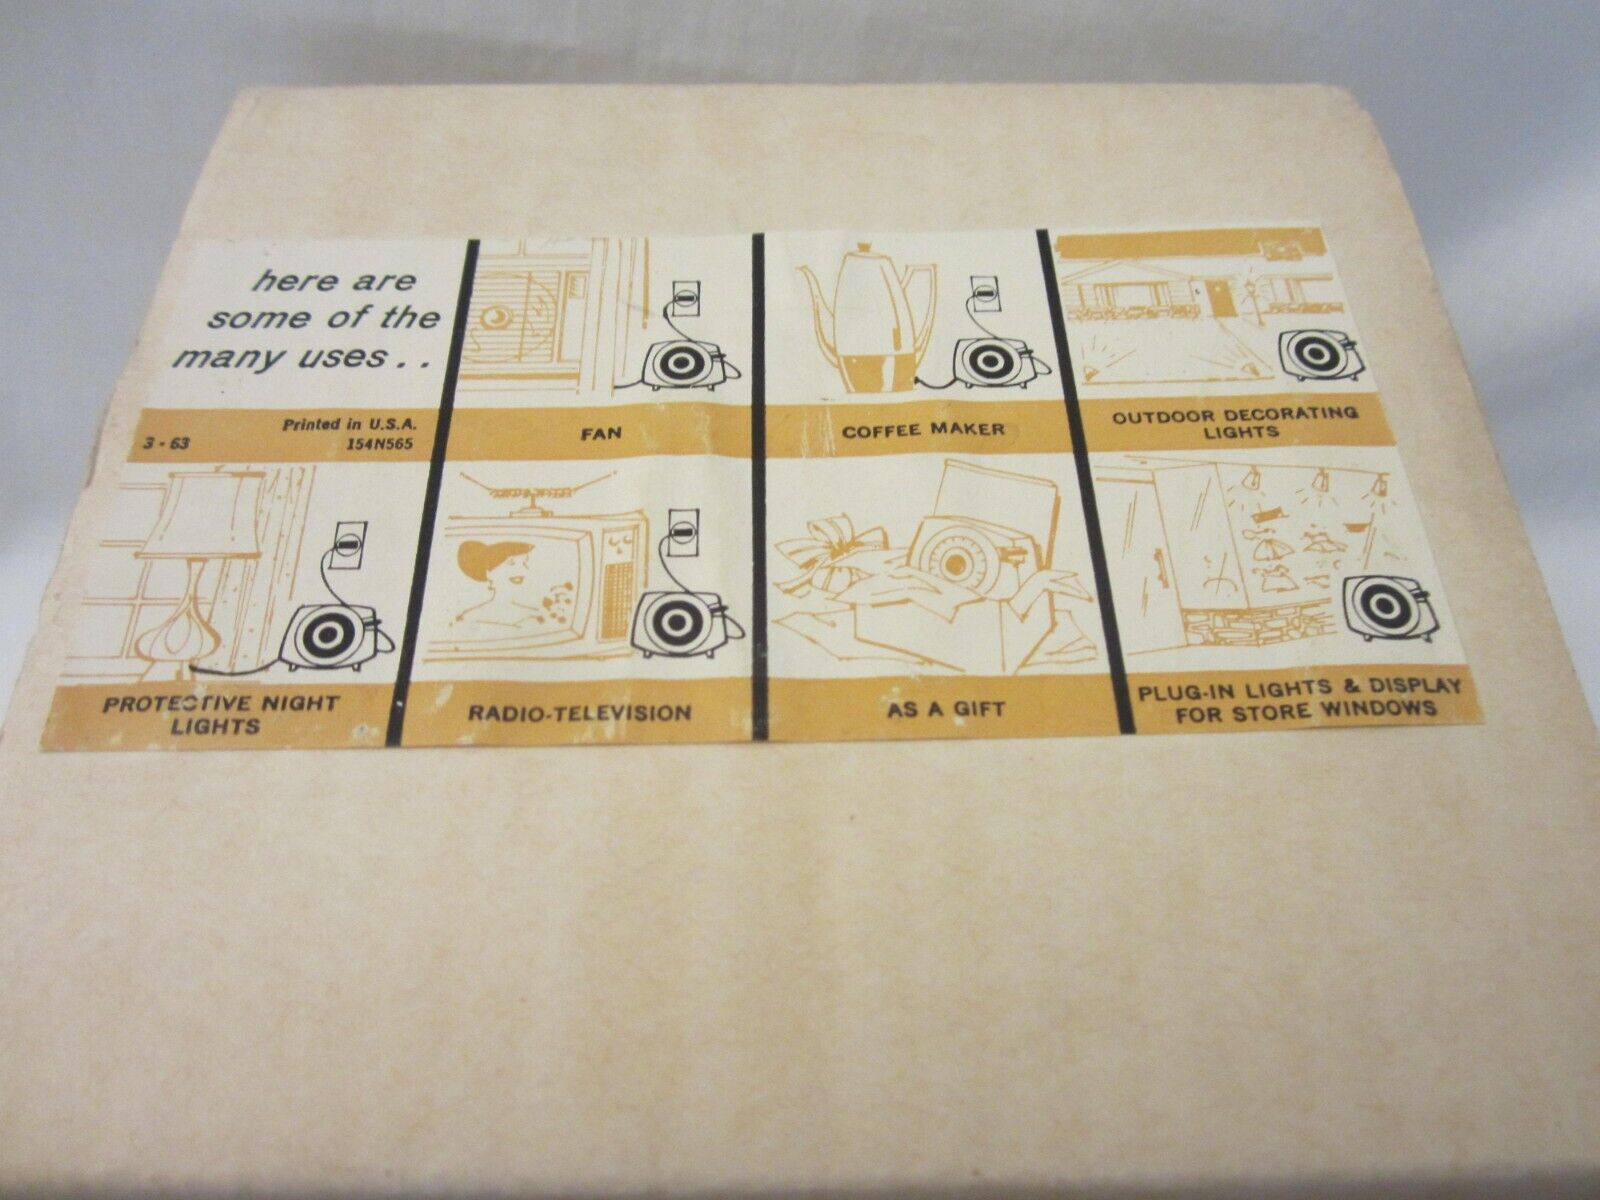 here are
some of the
many uses..
3-63
Printed in U.S.A.
154N565
FAN
COFFEE MAKER
OUTDOOR DECORATING
LIGHTS
PROTECTIVE NIGHT
LIGHTS
RADIO-TELEVISION
AS A GIFT
PLUG-IN LIGHTS & DISPLAY
FOR STORE WINDOWS